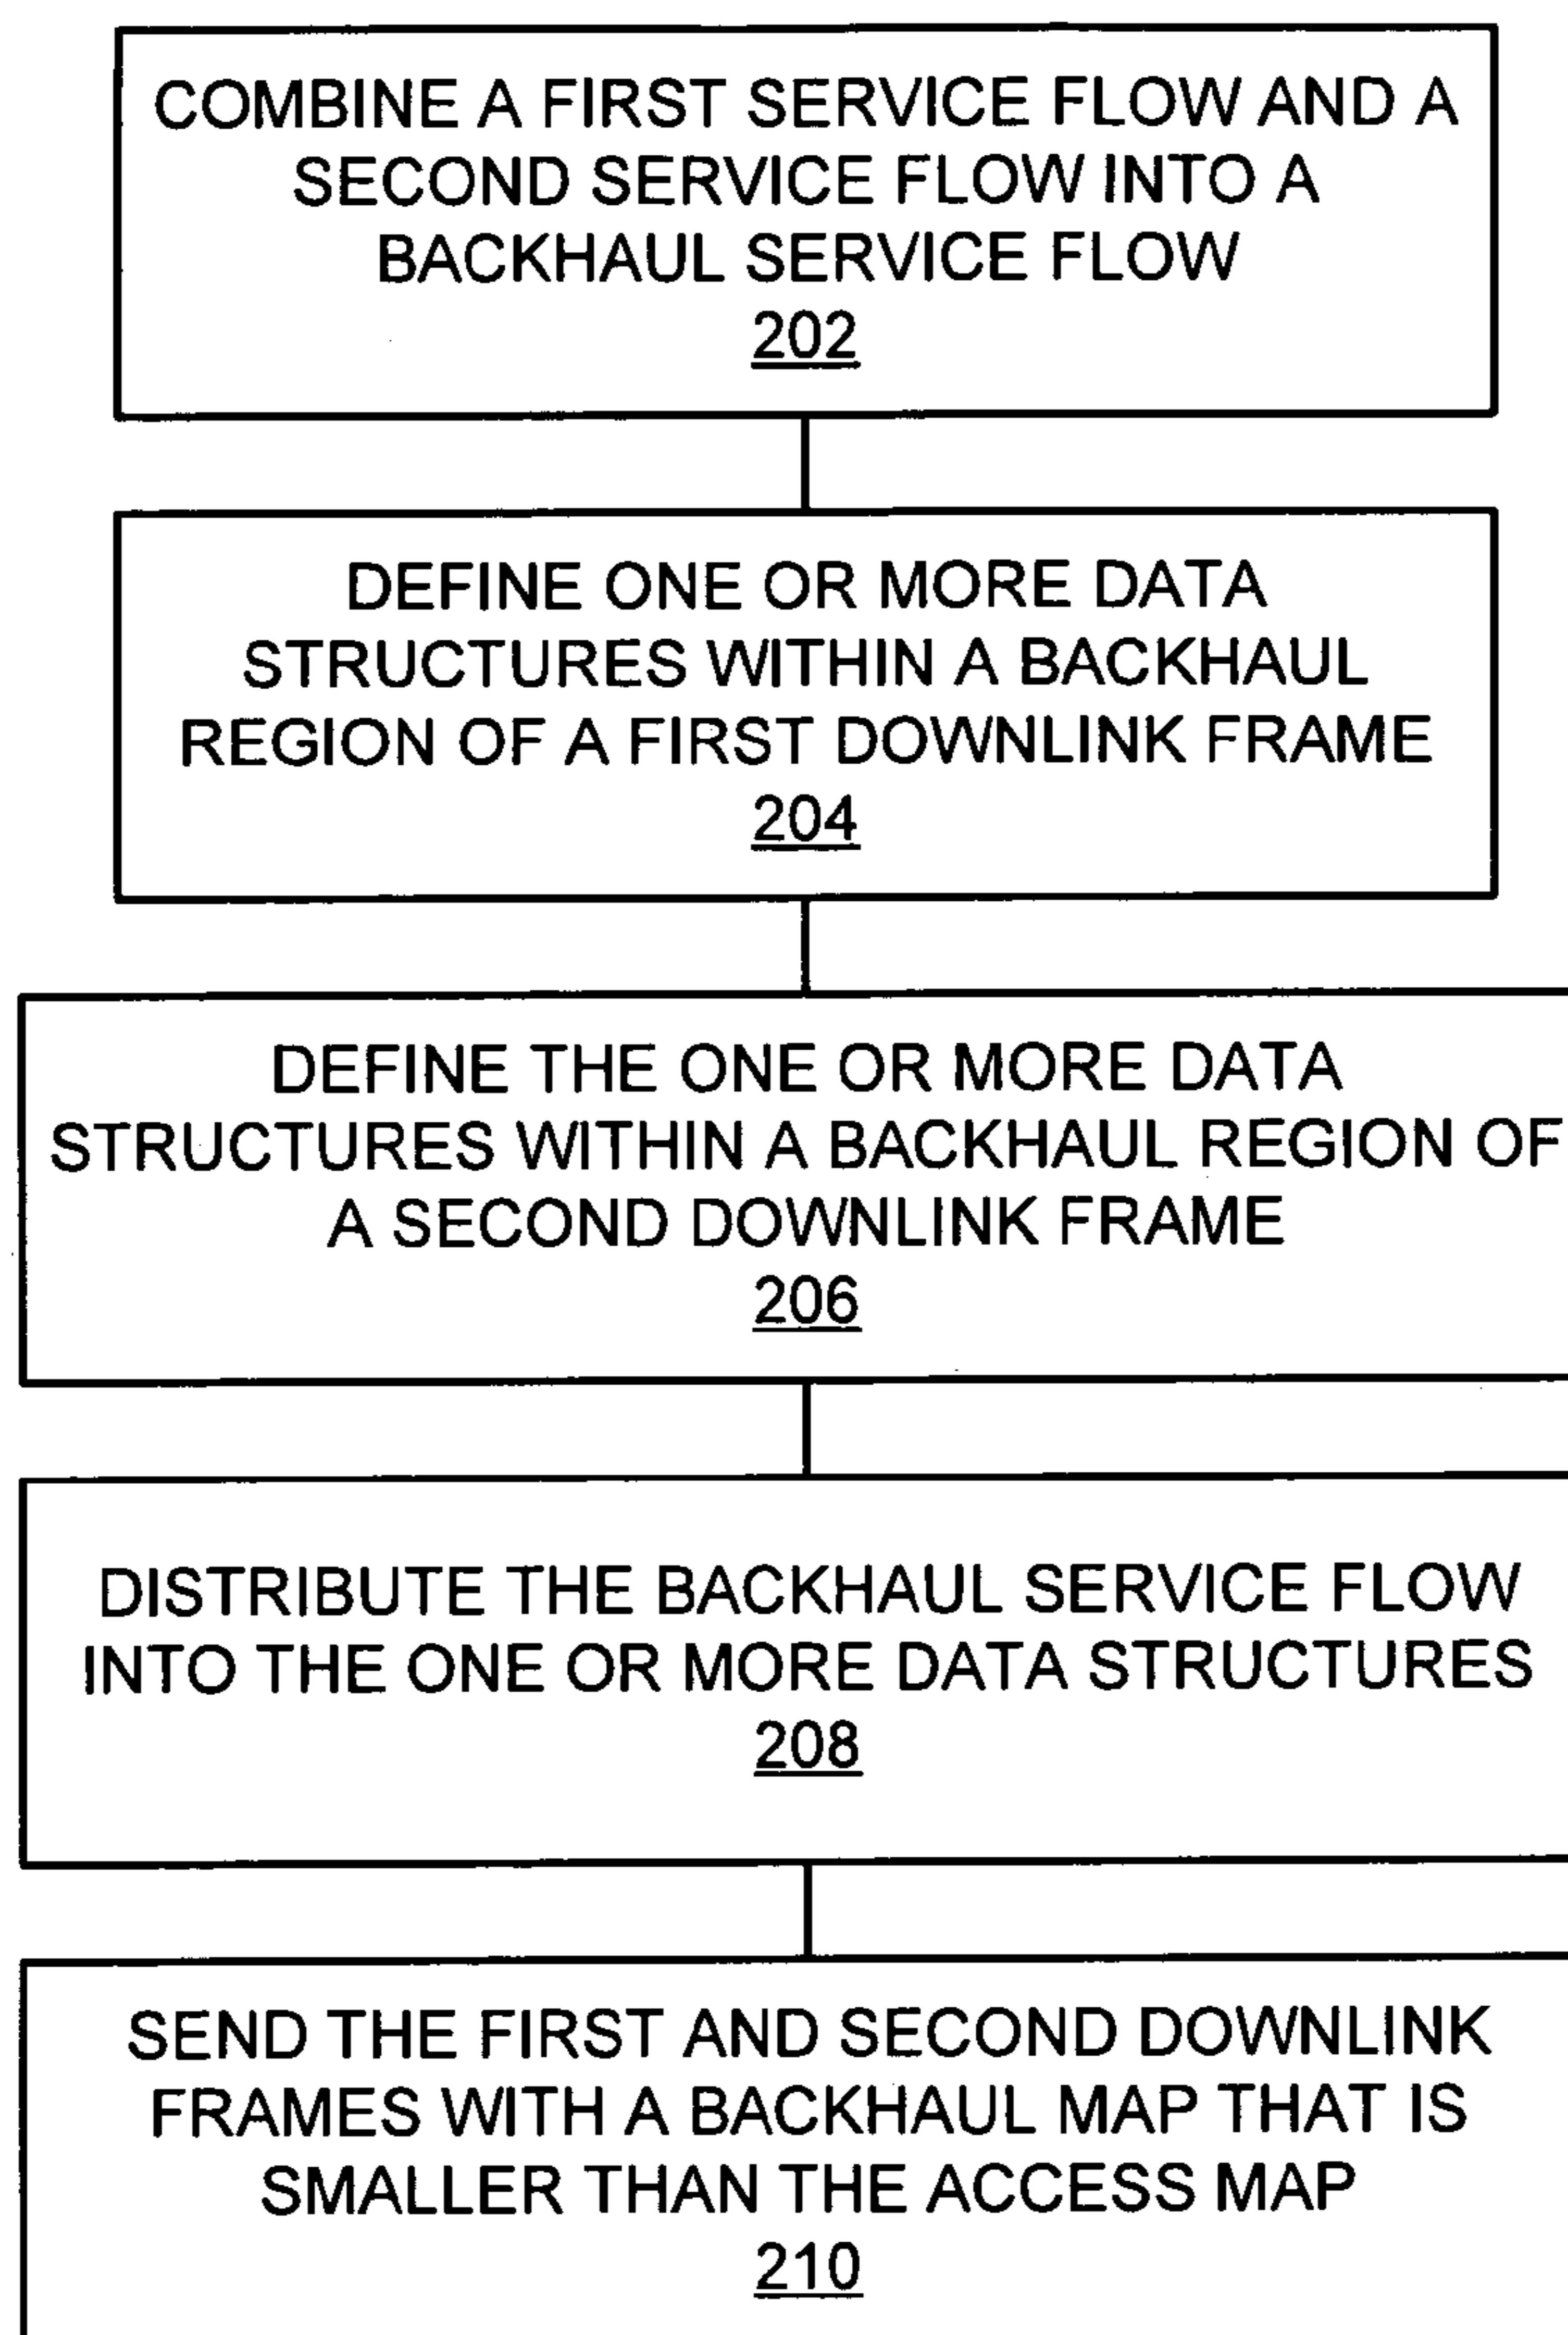 COMBINE A FIRST SERVICE FLOW AND A
SECOND SERVICE FLOW INTO A
BACKHAUL SERVICE FLOW
202
DEFINE ONE OR MORE DATA
STRUCTURES WITHIN A BACKHAUL
REGION OF A FIRST DOWNLINK FRAME
204
DEFINE THE ONE OR MORE DATA
STRUCTURES WITHIN A BACKHAUL REGION OF
A SECOND DOWNLINK FRAME
206
DISTRIBUTE THE BACKHAUL SERVICE FLOW
INTO THE ONE OR MORE DATA STRUCTURES
208
SEND THE FIRST AND SECOND DOWNLINK
FRAMES WITH A BACKHAUL MAP THAT IS
SMALLER THAN THE ACCESS MAP
210